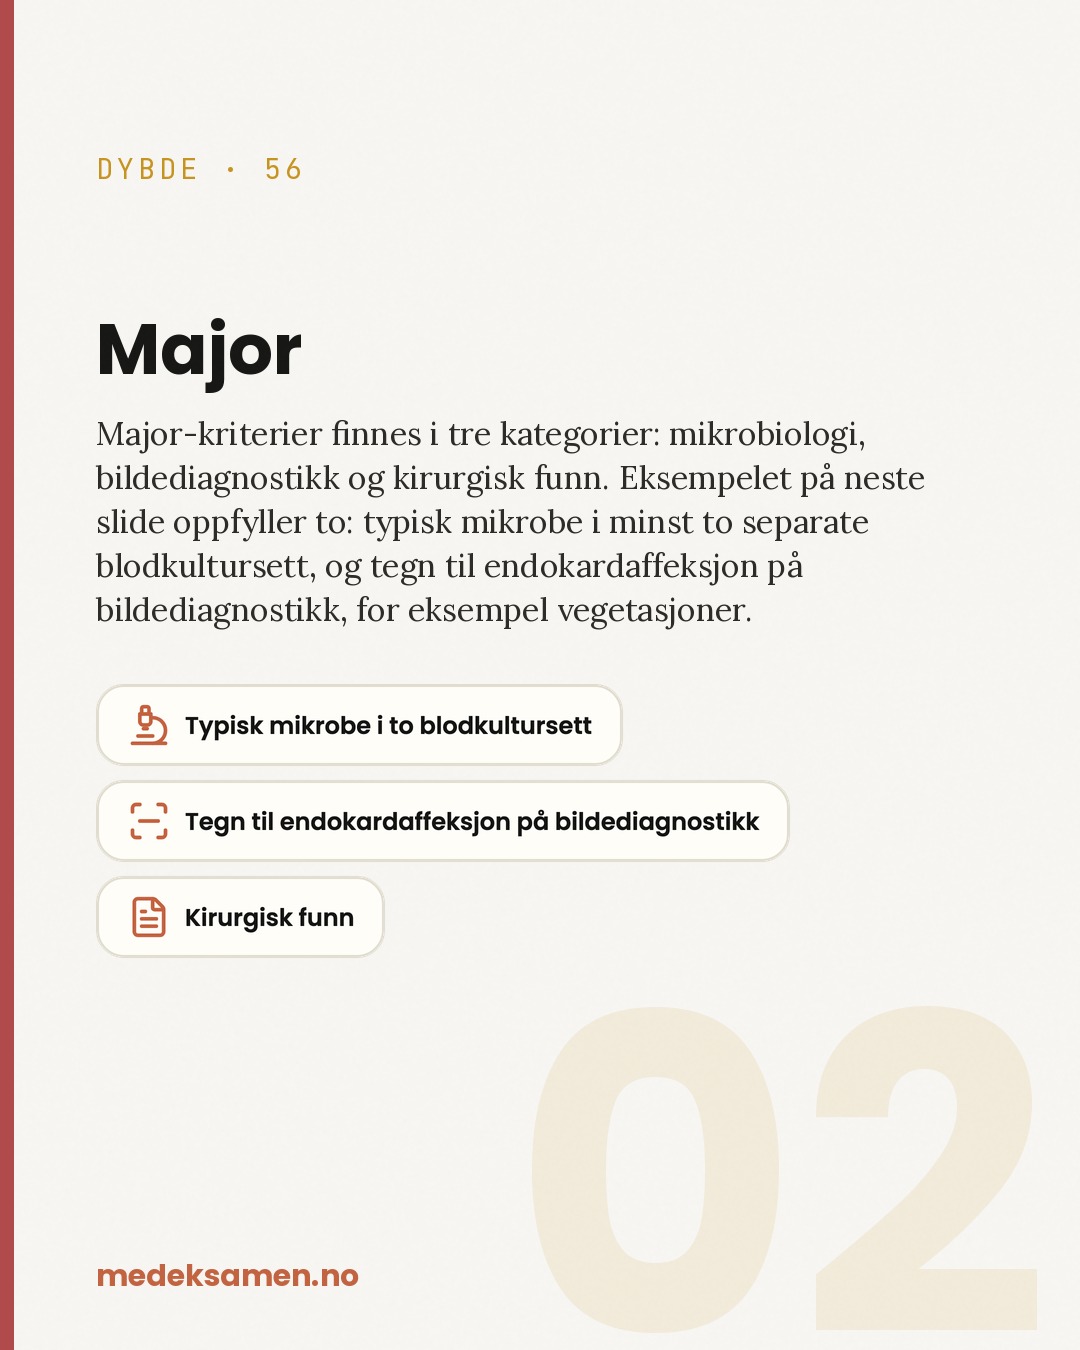 DYBDE · 56
Major
Major-kriterier finnes i tre kategorier: mikrobiologi,
bildediagnostikk og kirurgisk funn. Eksempelet på neste
slide oppfyller to: typisk mikrobe i minst to separate
blodkultursett, og tegn til endokardaffeksjon på
bildediagnostikk, for eksempel vegetasjoner.
Typisk mikrobe i to blodkultursett
Tegn til endokardaffeksjon på bildediagnostikk
Kirurgisk funn
02
medeksamen.no